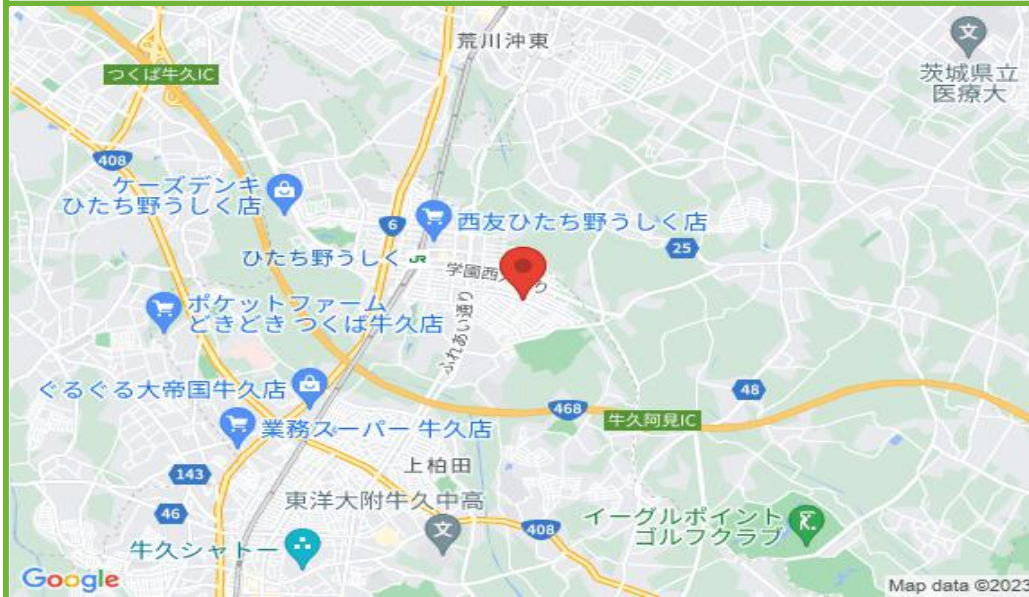 荒川沖東
文
茨城県立
医療大
つくば牛久IC
408
ケーズデンキ
ひたち野うしく店
6
西友ひたち野うしく店
25
ひたち野うしく
JR
ふれあい通り
ポケットファーム
どきどき つくば牛久店
ぐるぐる大帝国牛久店
468
48
牛久阿見IC
業務スーパー 牛久店
上柏田
143
東洋大附牛久中高
文
46
408
イーグルポイント
ゴルフクラブ
牛久シャトー
Google
Map data ©2023